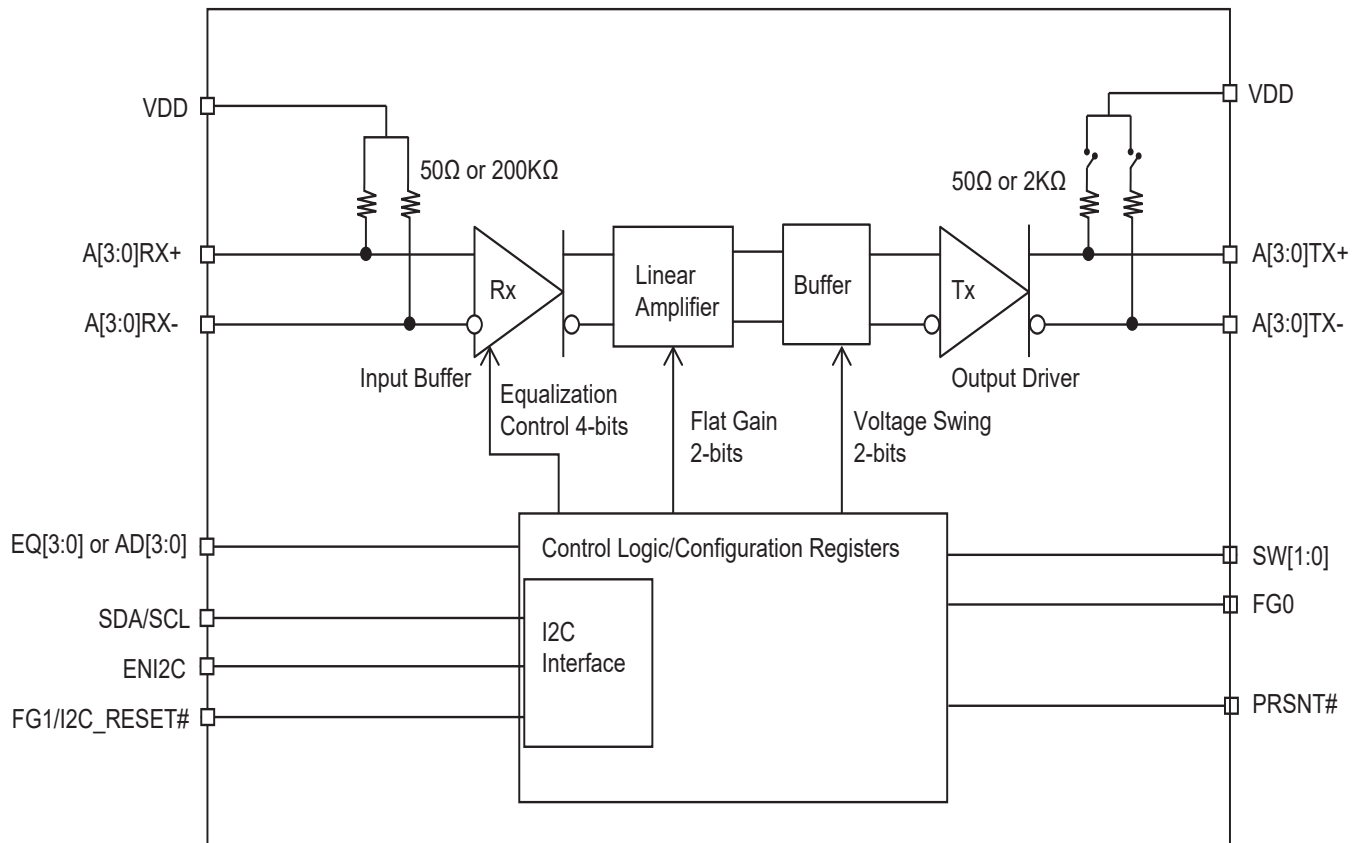 VDD
VDD
50Ω or 200KΩ
50Ω or 2KΩ
A[3:0]RX+
A[3:0]RX-
Rx
Linear
Amplifier
Buffer
Tx
A[3:0]TX+
A[3:0]TX-
Input Buffer
Output Driver
Equalization
Control 4-bits
Flat Gain
2-bits
Voltage Swing
2-bits
EQ[3:0] or AD[3:0]
SDA/SCL
ENI2C
FG1/I2C_RESET#
Control Logic/Configuration Registers
I2C
Interface
SW[1:0]
FG0
PRSNT#